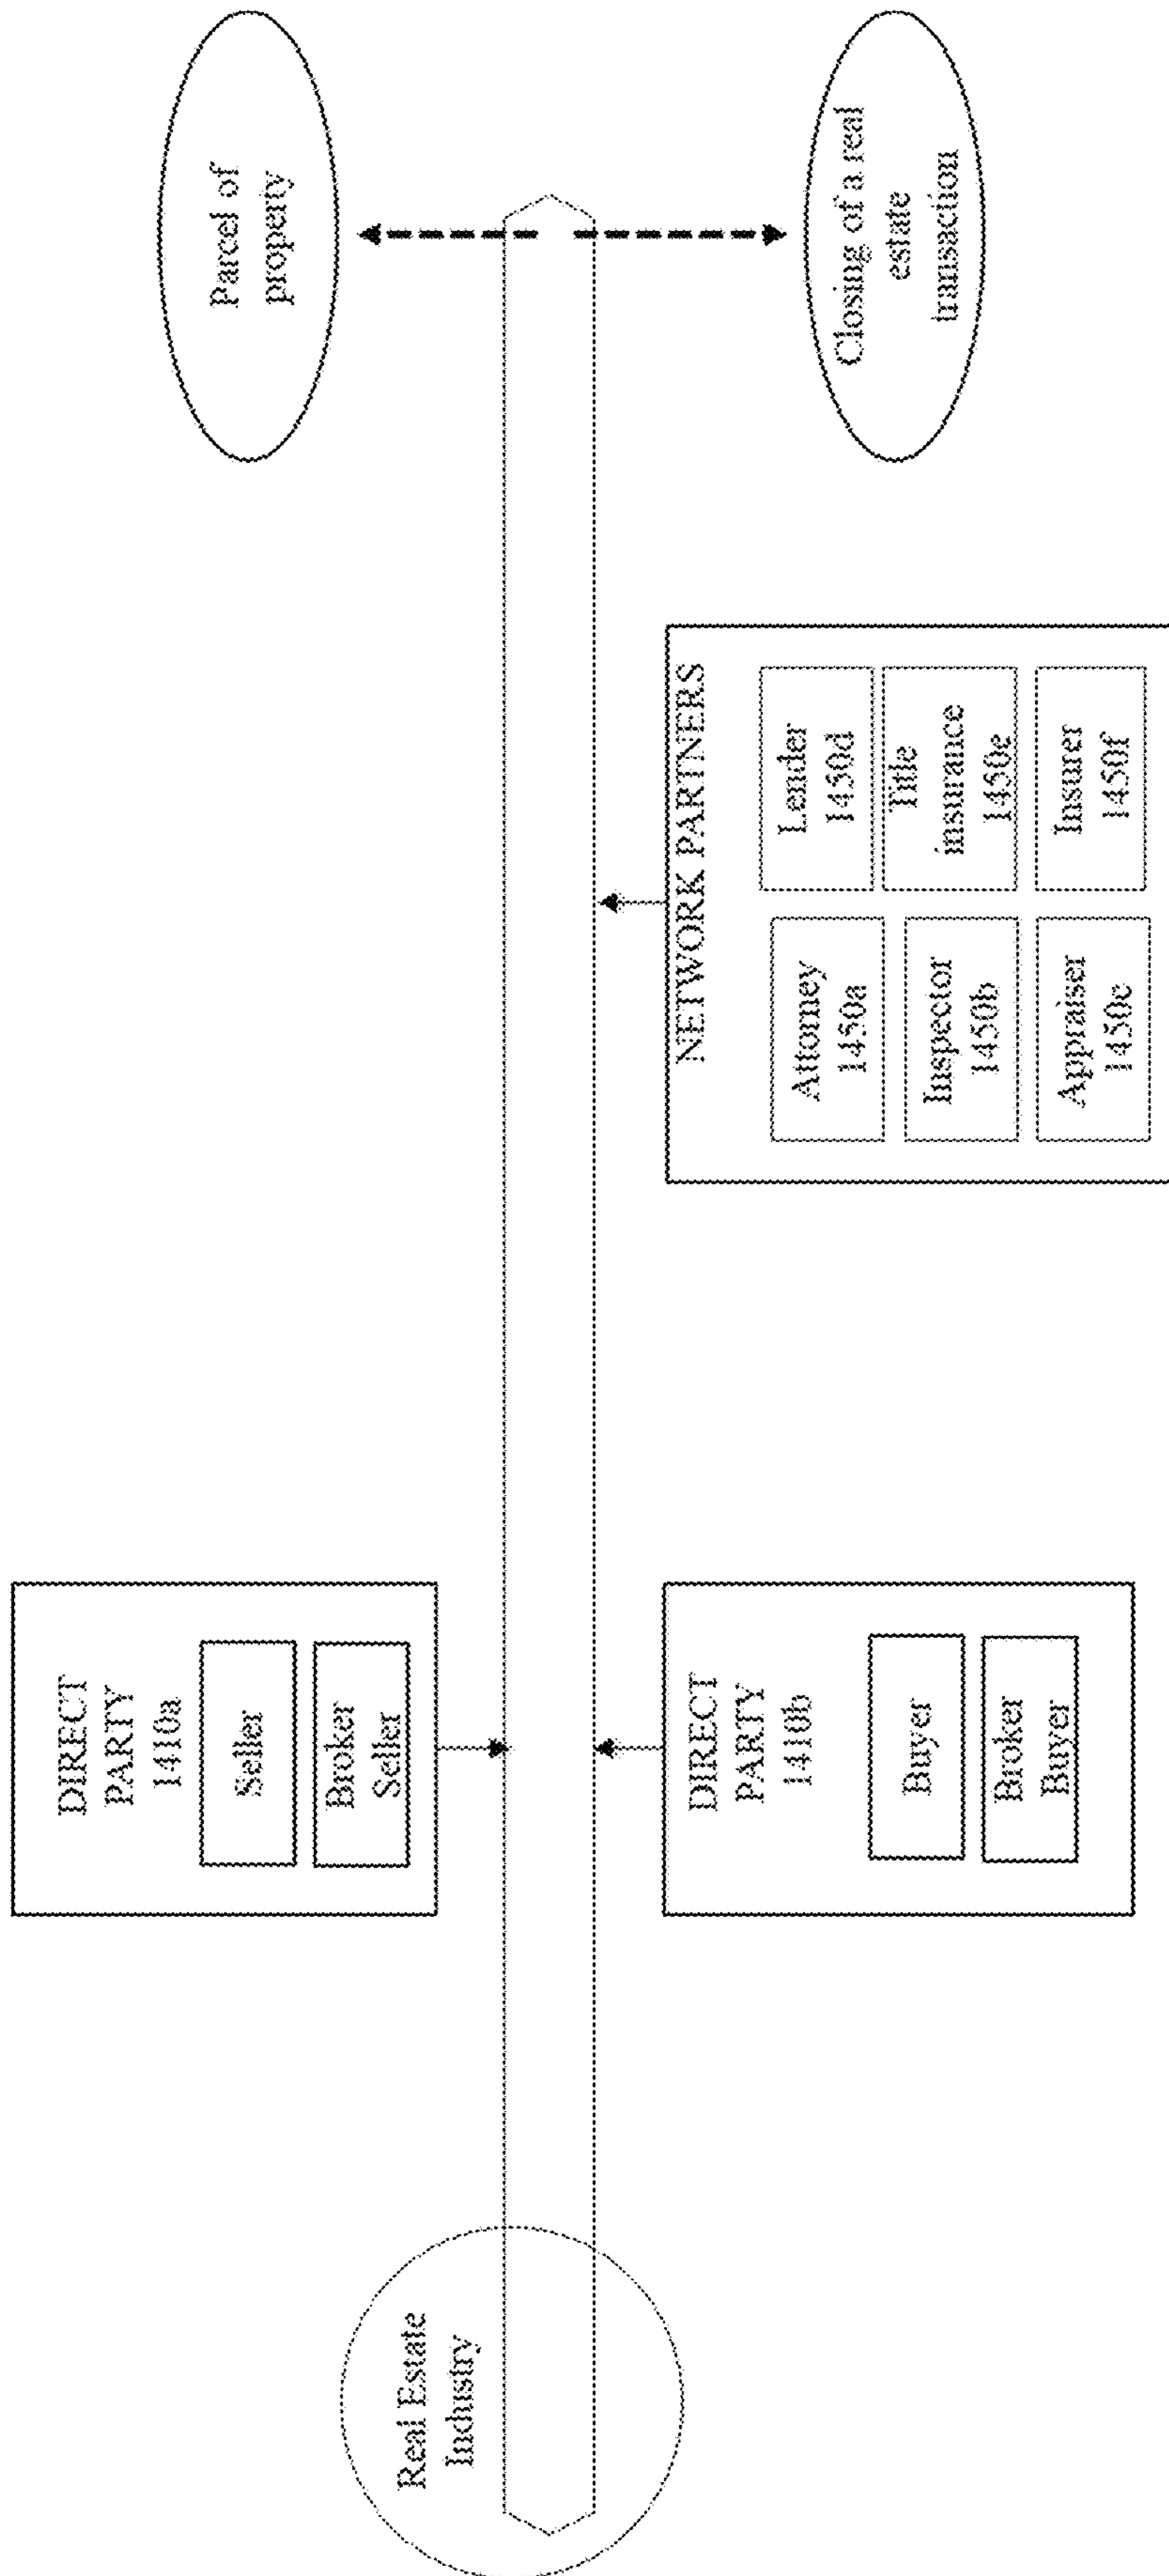 Real Estate
Industry
DIRECT
PARTY
1410a
Seller
Broker
Seller
DIRECT
PARTY
1410b
Buyer
Broker
Buyer
NETWORK PARTNERS
Attorney
1450a
Inspector
1450b
Appraiser
1450c
Lender
1450d
Title
insurance
1450e
Insurer
1450f
Parcel of
property
Closing of a real
estate
transaction